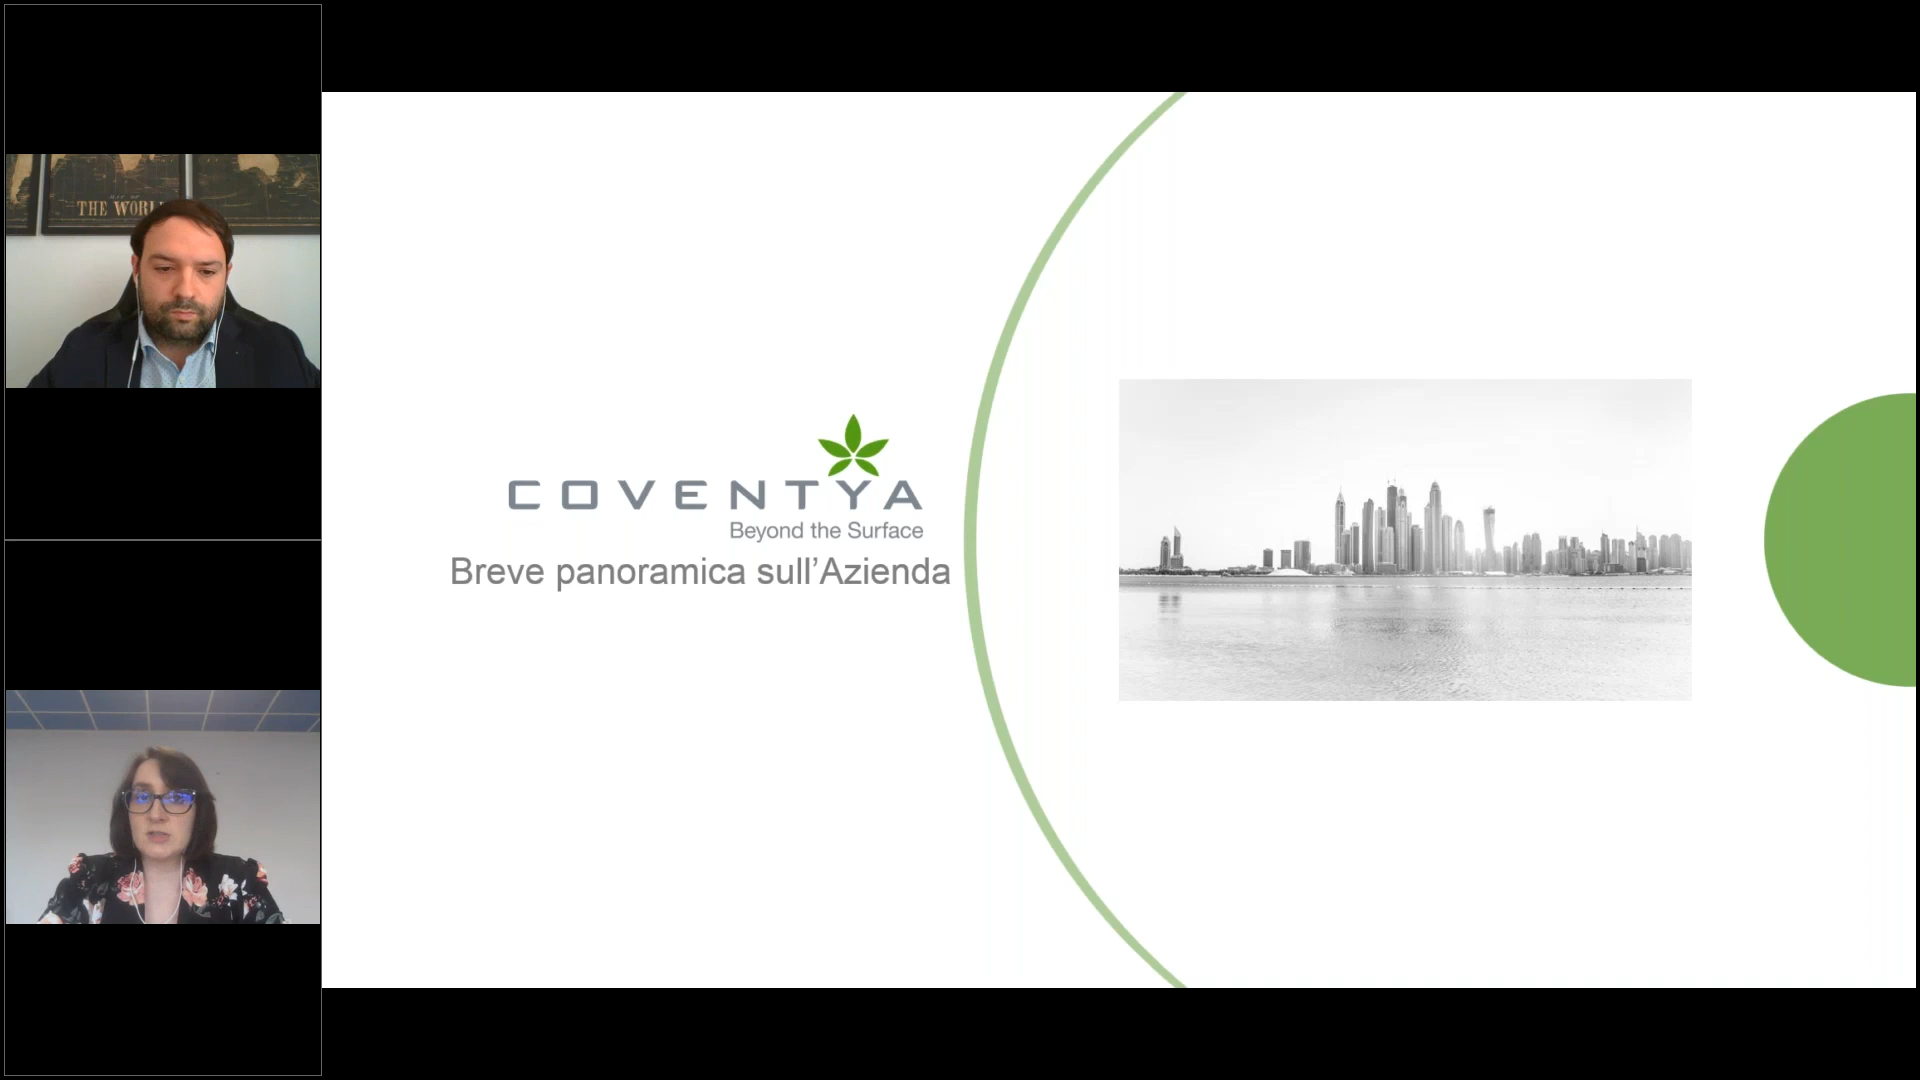 THE WORL
COVENTYA
Beyond the Surface
Breve panoramica sull’Azienda